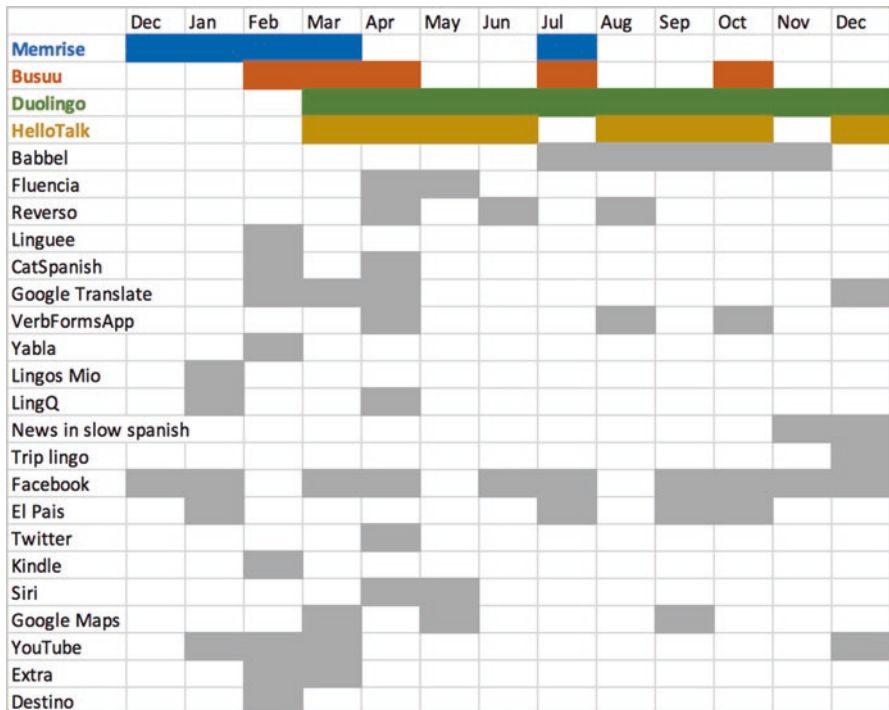 Dec Jan Feb Mar Apr May Jun Jul Aug Sep Oct Nov Dec
Memrise
Busuu
Duolingo
HelloTalk
Babbel
Fluencia
Reverso
Linguee
CatSpanish
Google Translate
VerbFormsApp
Yabla
Lingos Mio
LingQ
News in slow spanish
Trip lingo
Facebook
El Pais
Twitter
Kindle
Siri
Google Maps
YouTube
Extra
Destino